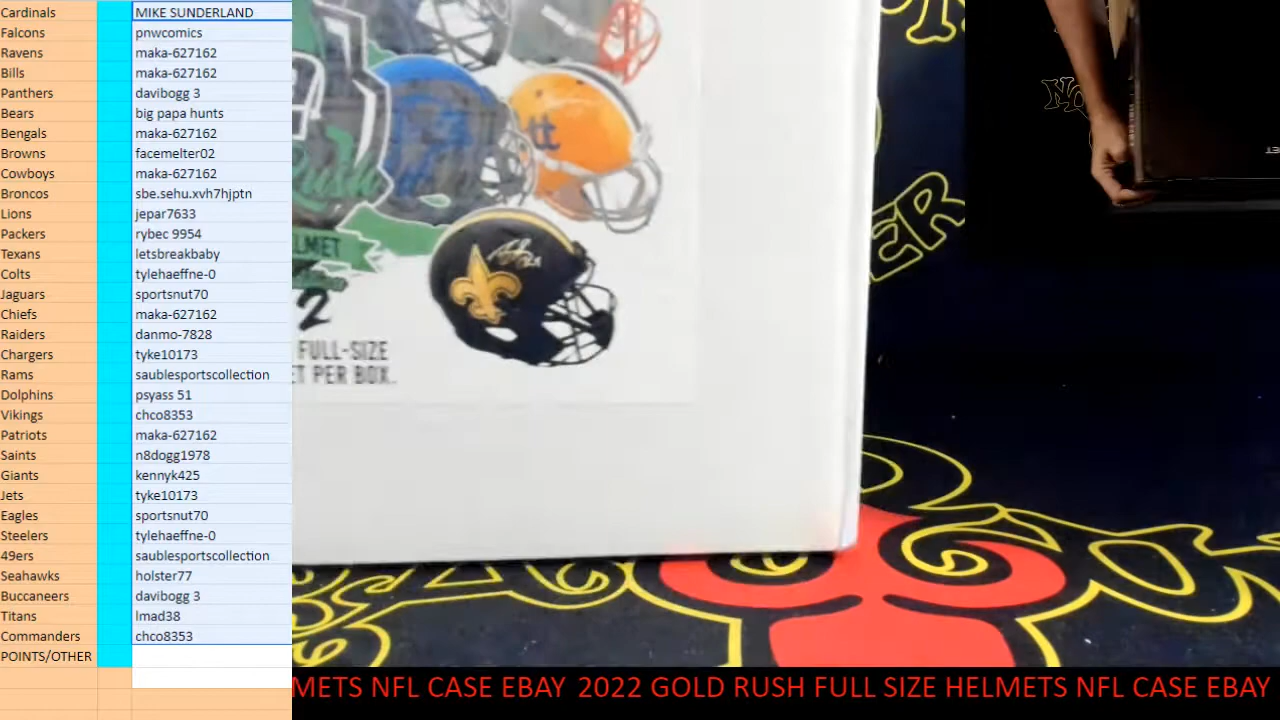 Cardinals MIKE SUNDERLAND
Falcons pnwcomics
Ravens maka-627162
Bills maka-627162
Panthers davibogg 3
Bears big papa hunts
Bengals maka-627162
Browns facemelter02
Cowboys maka-627162
Broncos sbe.sehu.xvh7hjptn
Lions jepar7633
Packers rybec 9954
Texans letsbreakbaby
Colts tylehaeffne-0
Jaguars sportsnut70
Chiefs maka-627162
Raiders danmo-7828
Chargers tyke10173
Rams saublesportscollection
Dolphins psyass 51
Vikings chco8353
Patriots maka-627162
Saints n8dogg1978
Giants kennyk425
Jets tyke10173
Eagles sportsnut70
Steelers tylehaeffne-0
49ers saublesportscollection
Seahawks holster77
Buccaneers davibogg 3
Titans lmad38
Commanders chco8353
POINTS/OTHER
LMET
2
FULL-SIZE
ET PER BOX.
ER
METS NFL CASE EBAY 2022 GOLD RUSH FULL SIZE HELMETS NFL CASE EBAY